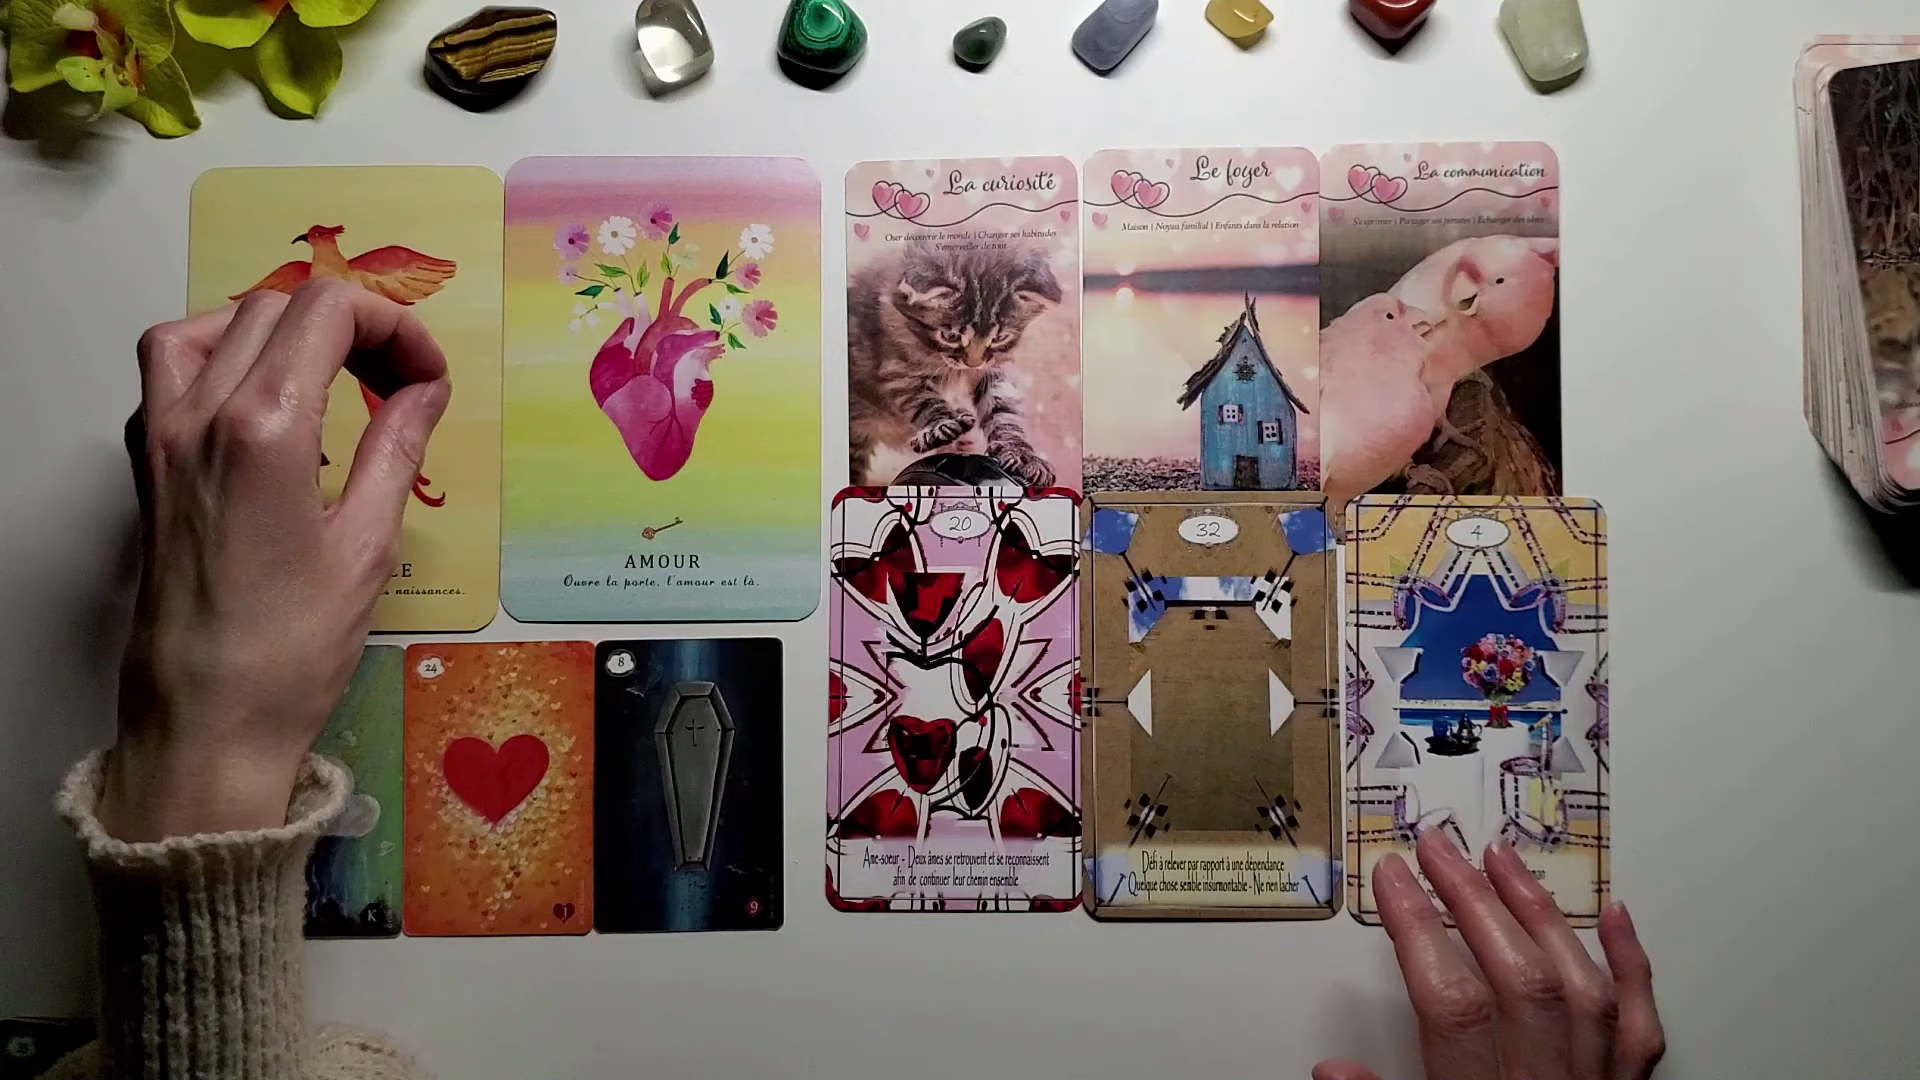 La curiosité
Oser découvrir le monde | Changer ses habitudes
S'émerveiller de tout
Le foyer
Maison | Noyau familial | Enfants dans la relation
La communication
S'exprimer | Partager ses pensées | Echanger des idées
AMOUR
Ouvre la porte, l'amour est là.
naissances.
24
J
8
9
K
20
Ame-soeur - Deux âmes se retrouvent et se reconnaissent
afin de continuer leur chemin ensemble
32
Défi à relever par rapport à une dépendance
Quelque chose semble insurmontable - Ne rien lacher
4